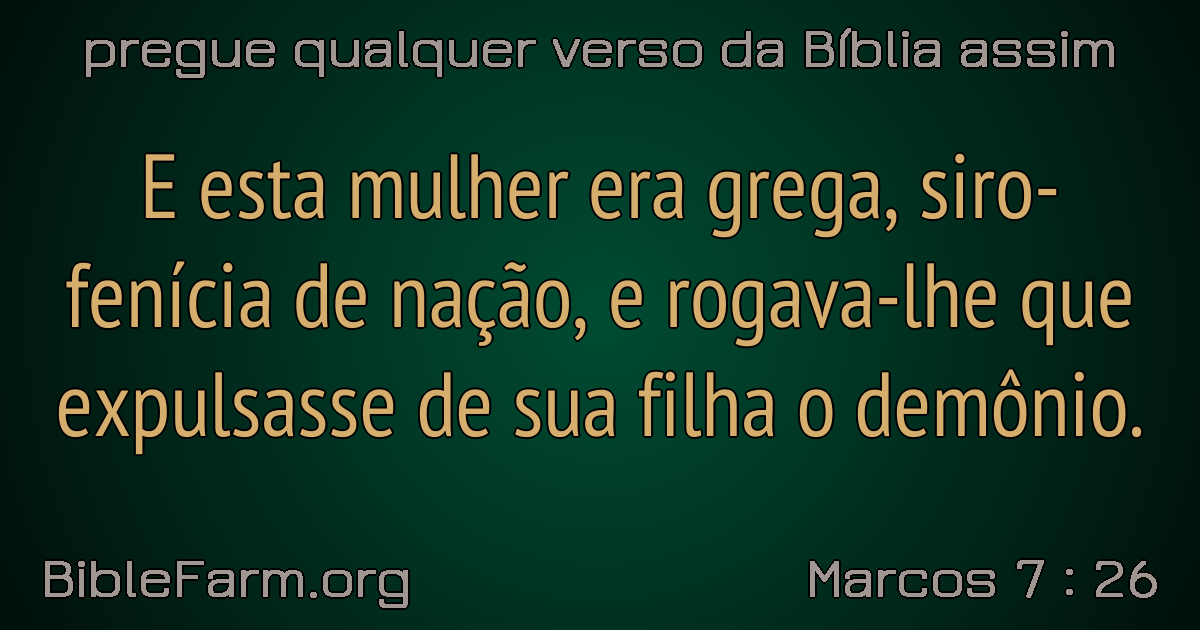 pregue qualquer verso da Bíblia assim
E esta mulher era grega, siro-
fenícia de nação, e rogava-lhe que
expulsasse de sua filha o demônio.
BibleFarm.org
Marcos 7 : 26